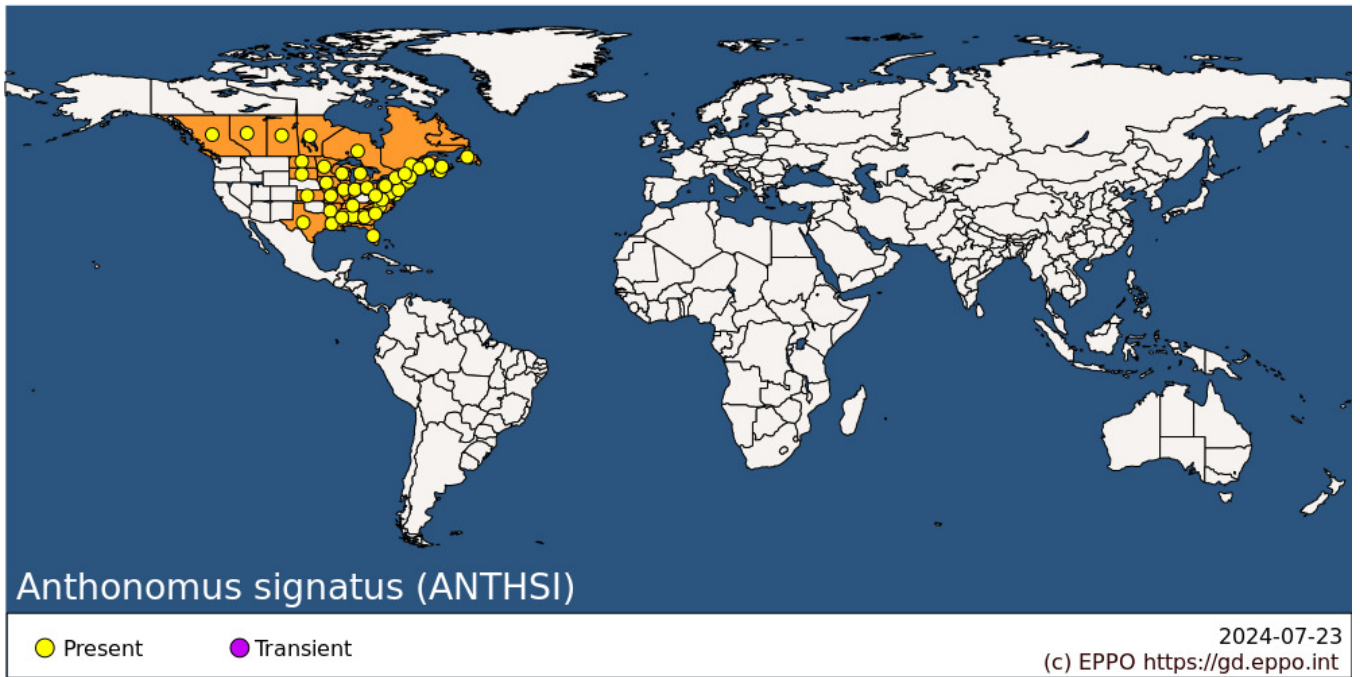 Anthonomus signatus (ANTHSI)
Present
Transient
2024-07-23
(c) EPPO https://gd.eppo.int